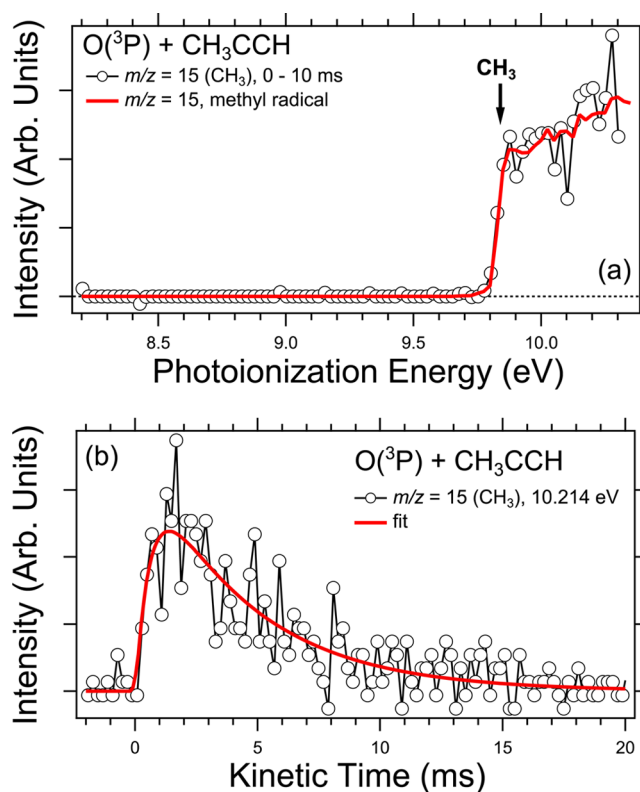 O(³P) + CH₃CCH
m/z = 15 (CH₃), 0 - 10 ms
m/z = 15, methyl radical
CH₃
(a)
Intensity (Arb. Units)
8.5 9.0 9.5 10.0
Photoionization Energy (eV)
(b)
O(³P) + CH₃CCH
m/z = 15 (CH₃), 10.214 eV
fit
Intensity (Arb. Units)
0 5 10 15 20
Kinetic Time (ms)